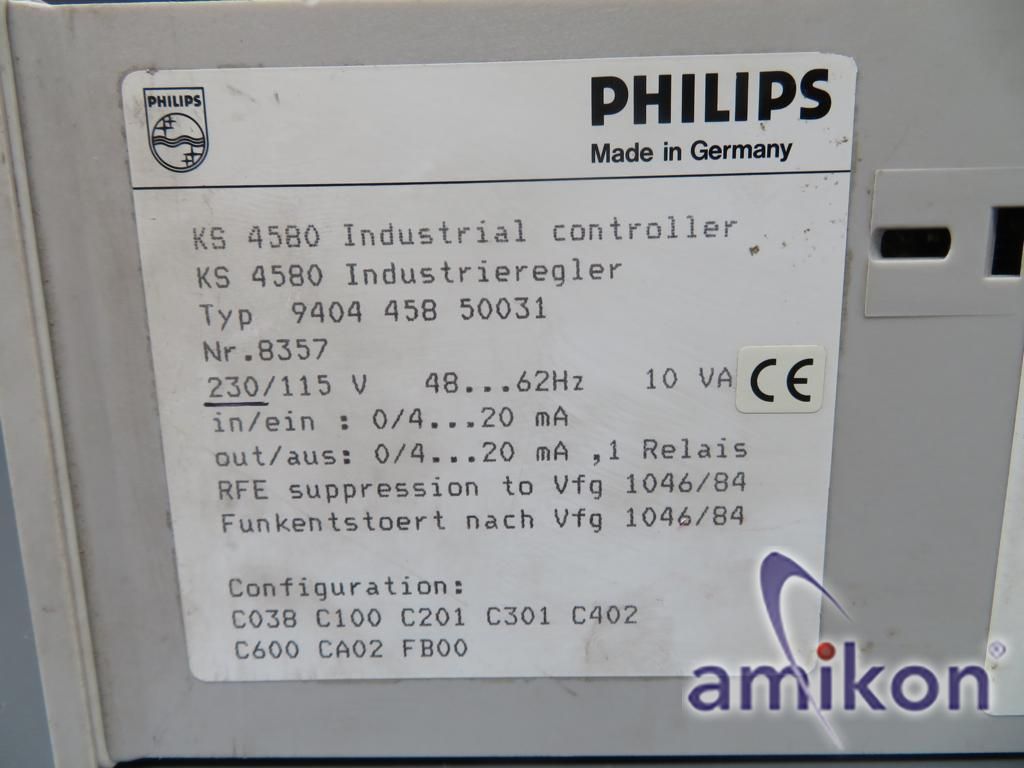 PHILIPS
PHILIPS
Made in Germany
KS 4580 Industrial controller
KS 4580 Industrieregler
Typ 9404 458 50031
Nr.8357
230/115 V 48...62Hz 10 VA CE
in/ein : 0/4...20 mA
out/aus: 0/4...20 mA ,1 Relais
RFE suppression to Vfg 1046/84
Funkentstoert nach Vfg 1046/84
Configuration:
C038 C100 C201 C301 C402
C600 CA02 FB00
amikon®